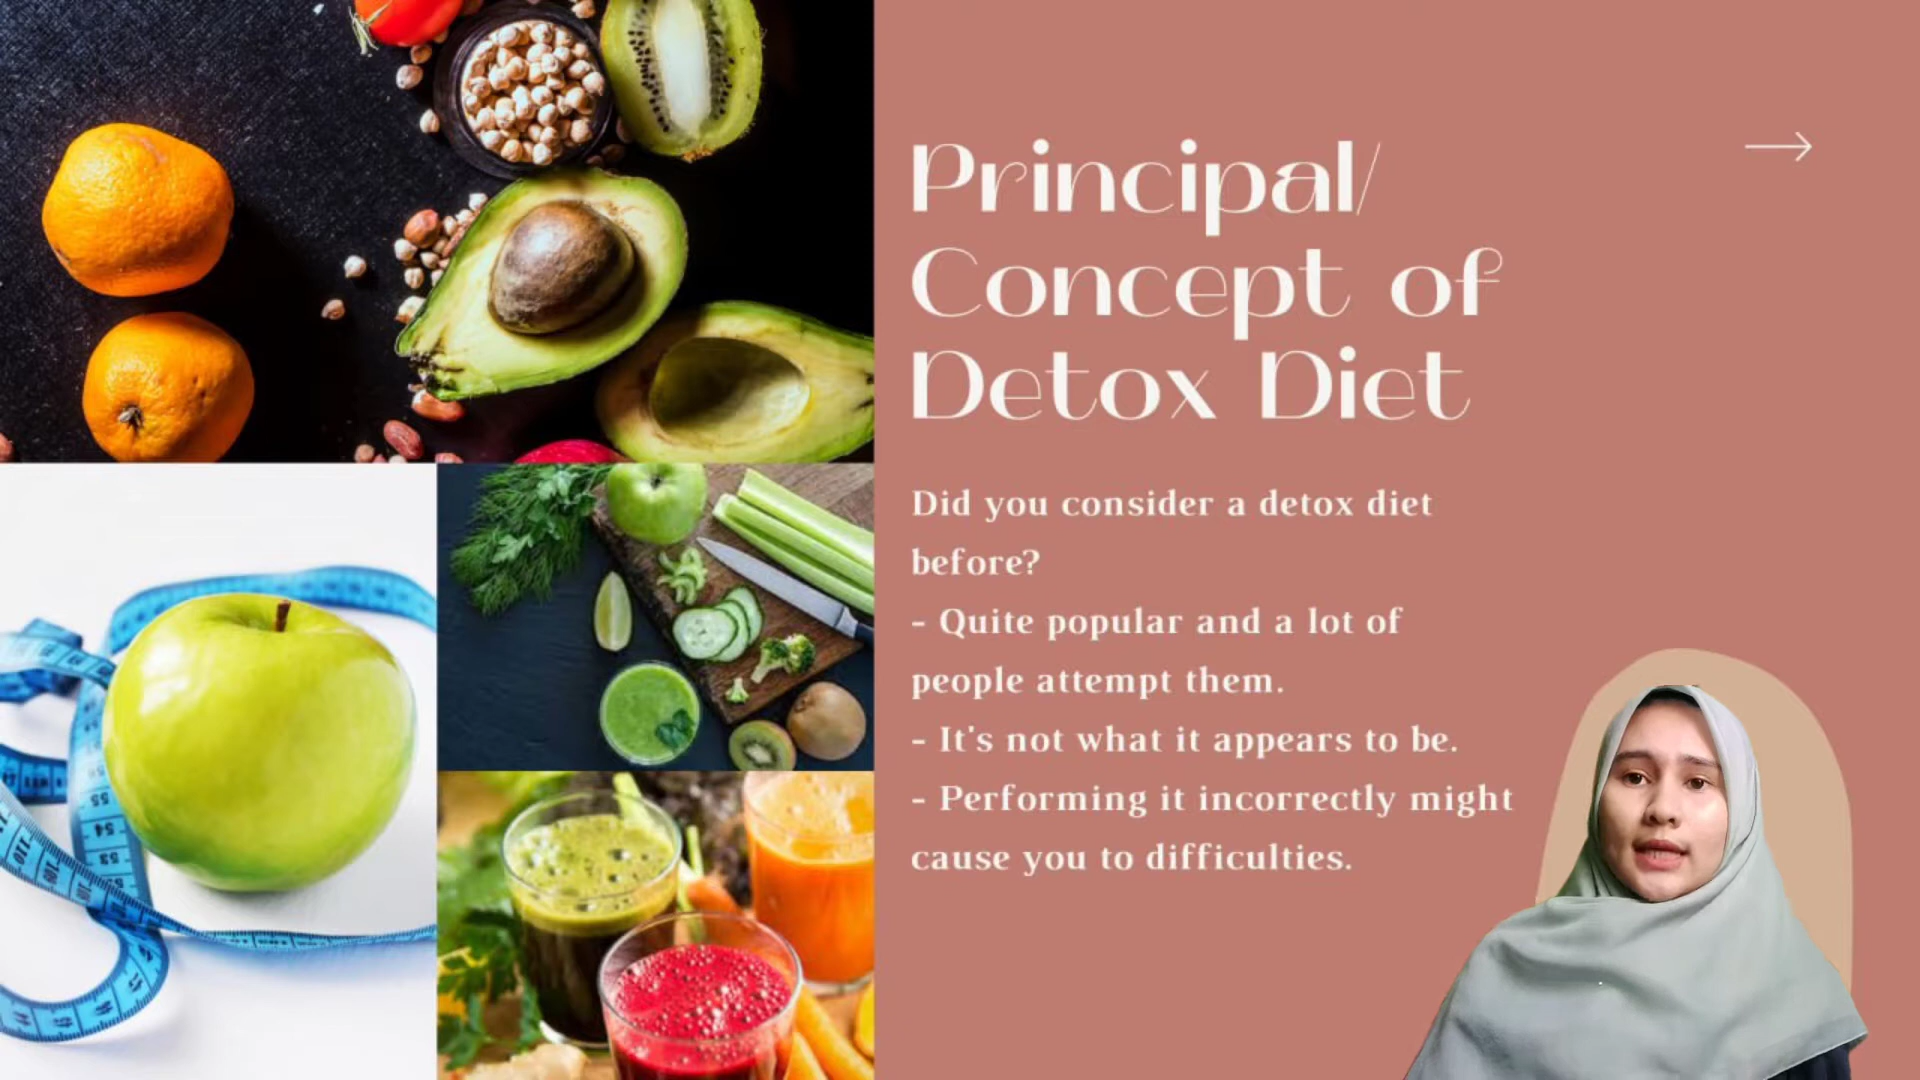 Principal/
Concept of
Detox Diet
Did you consider a detox diet
before?
- Quite popular and a lot of
people attempt them.
- It's not what it appears to be.
- Performing it incorrectly might
cause you to difficulties.